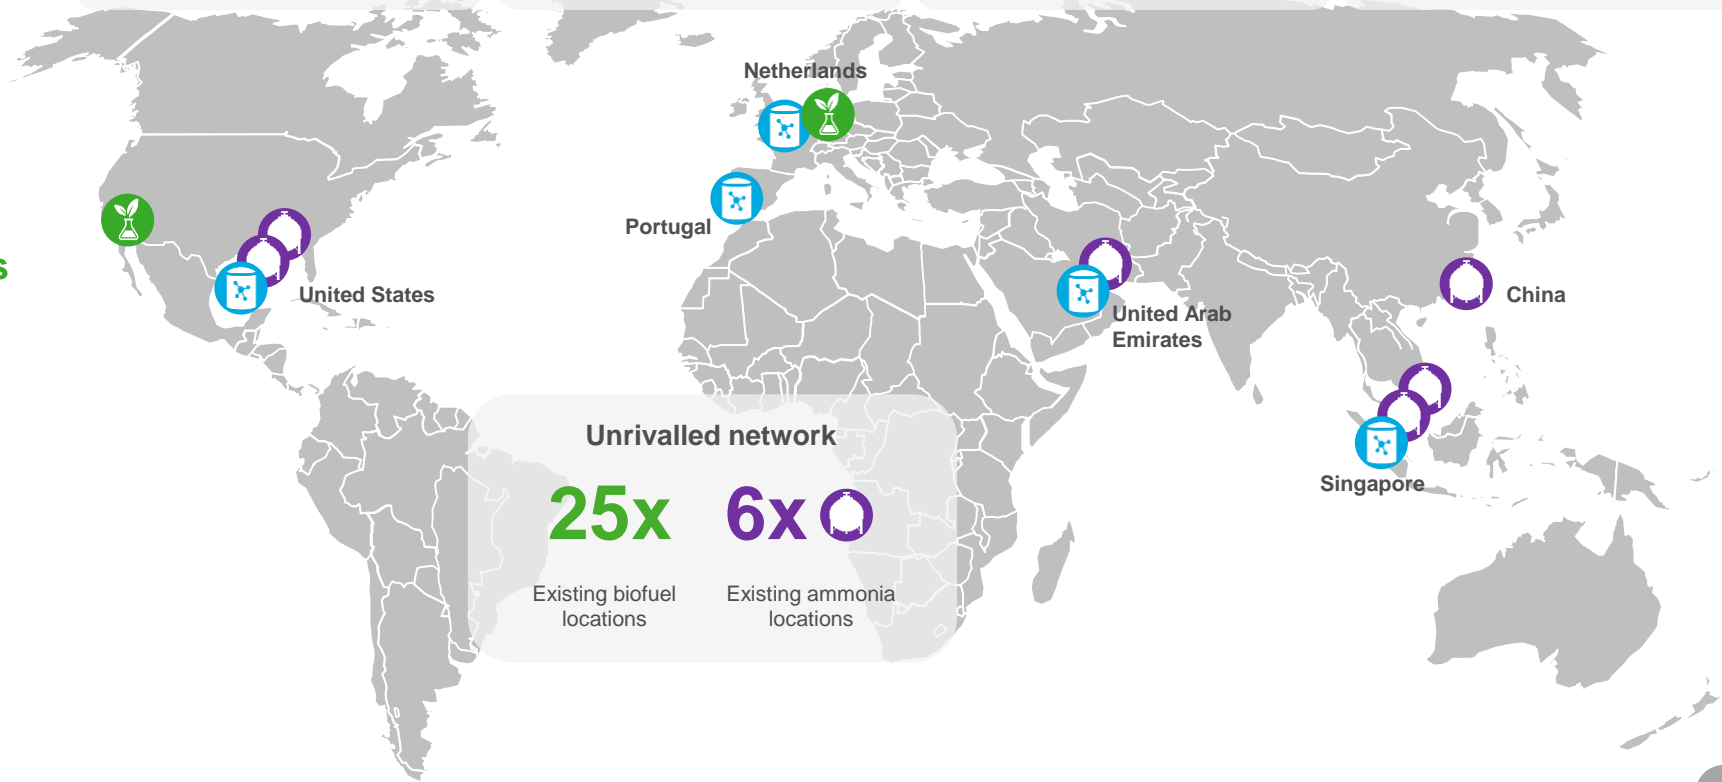 Netherlands
Portugal
s
United States
China
United Arab
Emirates
Singapore
Unrivalled network
25x
6x
Existing biofuel
locations
Existing ammonia
locations